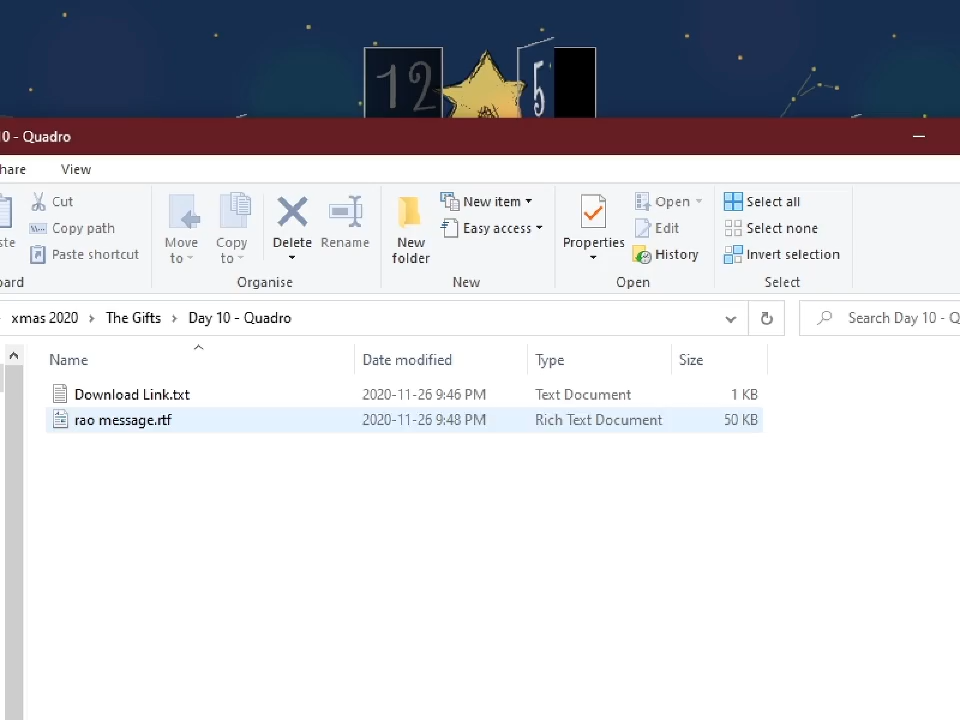 12 5
0 - Quadro
hare View
Cut
Copy path
ste
Paste shortcut
Move to
Copy to
Delete
Rename
New folder
New item
Easy access
Properties
Open
Edit
History
Select all
Select none
Invert selection
oard
Organise
New
Open
Select
xmas 2020 > The Gifts > Day 10 - Quadro
Search Day 10 - Q
Name Date modified Type Size
Download Link.txt 2020-11-26 9:46 PM Text Document 1 KB
rao message.rtf 2020-11-26 9:48 PM Rich Text Document 50 KB